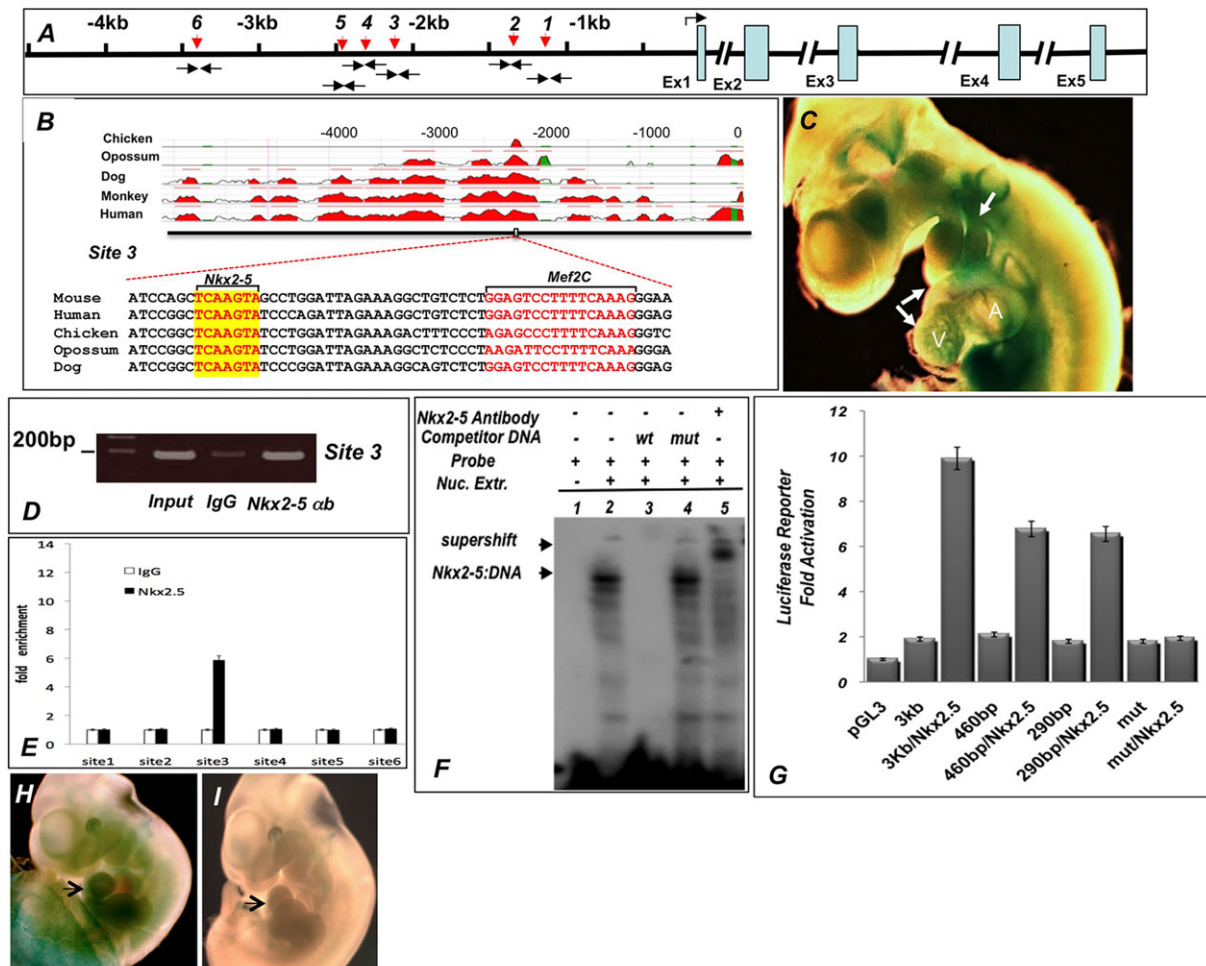 A
-4kb
6
-3kb
5
4
3
-2kb
2
1
-1kb
Ex1
Ex2
Ex3
Ex4
Ex5
B
-4000 -3000 -2000 -1000 0
Chicken
Opossum
Dog
Monkey
Human
Site 3
Nkx2-5 Mef2C
Mouse ATCCAGCTCAAGTAGCCTGGATTAGAAAGGCTGTCTCTGGAGTCCTTTTCAAAGGGAA
Human ATCCGGCTCAAGTATCCCAGATTAGAAAGGCTGTCTCTGGAGTCCTTTTCAAAGGGAG
Chicken ATCCGGCTCAAGTATCCTGGATTAGAAAGACTTTCCCTAGAGCCCTTTTCAAAGGGTC
Opossum ATCCGGCTCAAGTATCCTGGATTAGAAAGGCTCTCCCTAAGATTCCTTTTCAAAGGGA
Dog ATCCGGCTCAAGTATCCCGGATTAGAAAGGCAGTCTCTGGAGTCCTTTTCAAAGGGAG
C
A
V
D
200bp
Site 3
Input IgG Nkx2-5 αb
E
fold enrichment
14
12
10
8
6
4
2
0
IgG
Nkx2.5
site1 site2 site3 site4 site5 site6
F
Nkx2-5 Antibody - - - - +
Competitor DNA - - wt mut -
Probe + + + + +
Nuc. Extr. - + + + +
1 2 3 4 5
supershift
Nkx2-5:DNA
G
Luciferase Reporter
Fold Activation
12
10
8
6
4
2
0
pGL3
3kb
3Kb/Nkx2.5
460bp
460bp/Nkx2.5
290bp
290bp/Nkx2.5
mut
mut/Nkx2.5
H
I